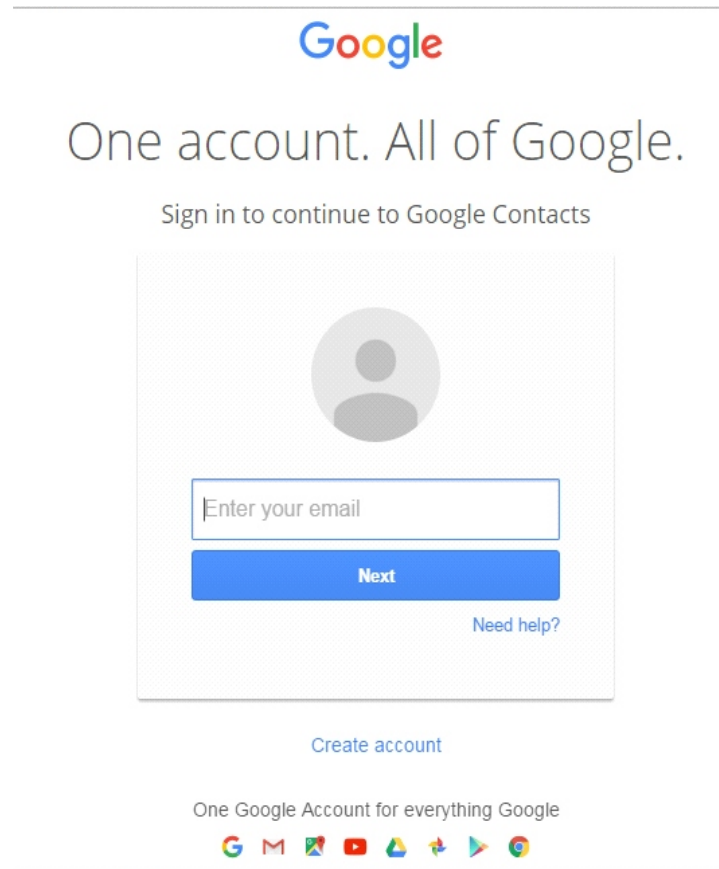 Google
One account. All of Google.
Sign in to continue to Google Contacts
Enter your email
Next
Need help?
Create account
One Google Account for everything Google